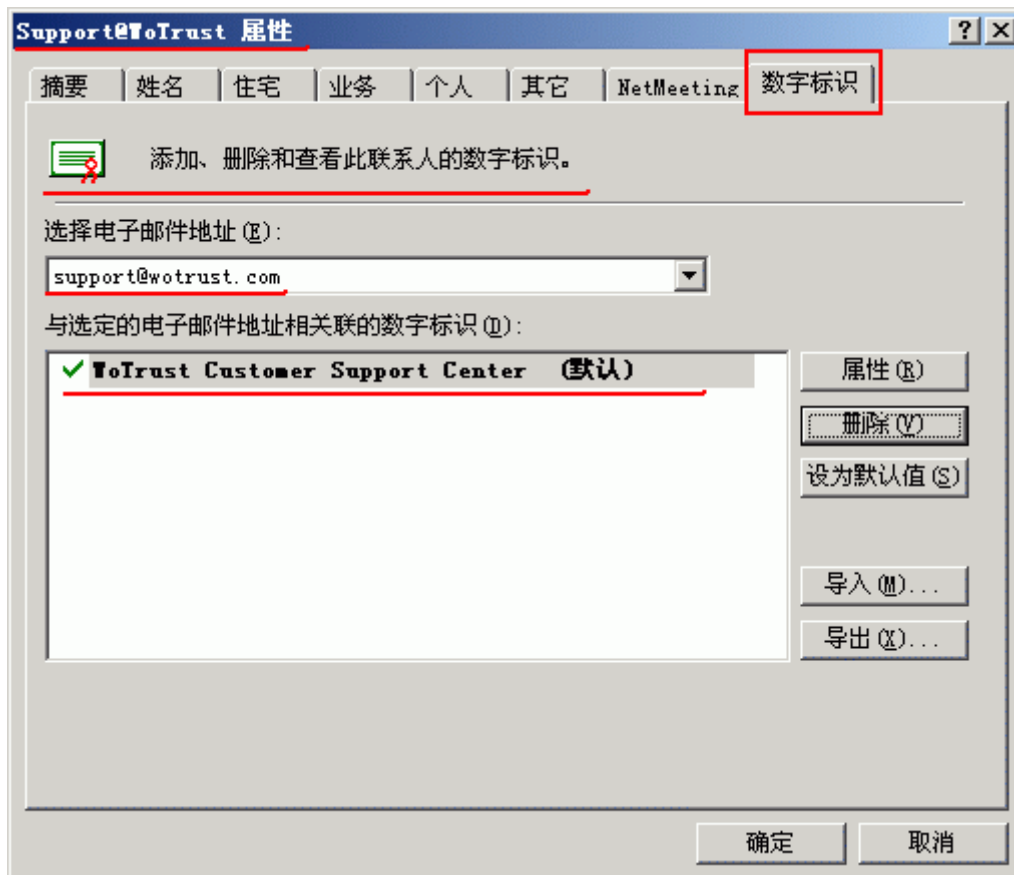 Support@WoTrust 属性
摘要 姓名 住宅 业务 个人 其它 NetMeeting 数字标识
添加、删除和查看此联系人的数字标识。
选择电子邮件地址(E):
support@wotrust.com
与选定的电子邮件地址相关联的数字标识(D):
WoTrust Customer Support Center (默认)
属性(R)
删除(V)
设为默认值(S)
导入(M)...
导出(X)...
确定 取消